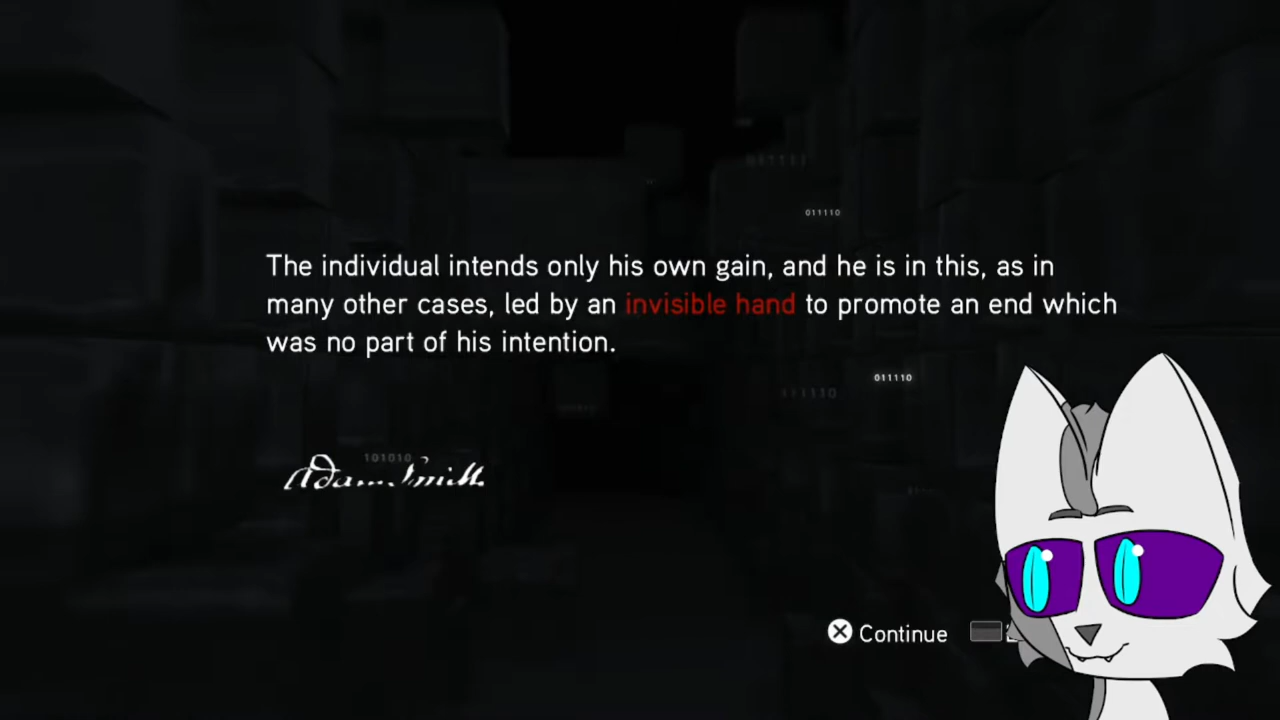 011110
The individual intends only his own gain, and he is in this, as in
many other cases, led by an invisible hand to promote an end which
was no part of his intention.
011110
101010
Adam Smith
Continue